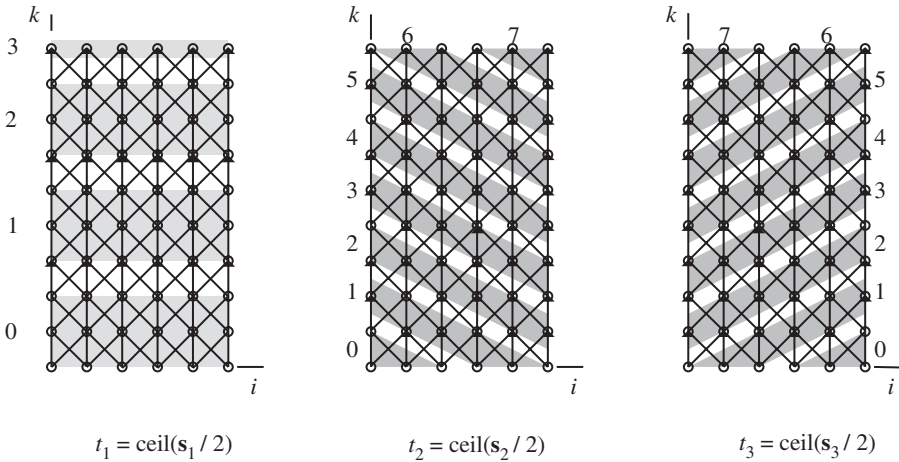 k
3
2
1
0
i
t₁ = ceil(s₁ / 2)
k
6 7
5
4
3
2
1
0
i
t₂ = ceil(s₂ / 2)
k
7 6
5
4
3
2
1
0
i
t₃ = ceil(s₃ / 2)